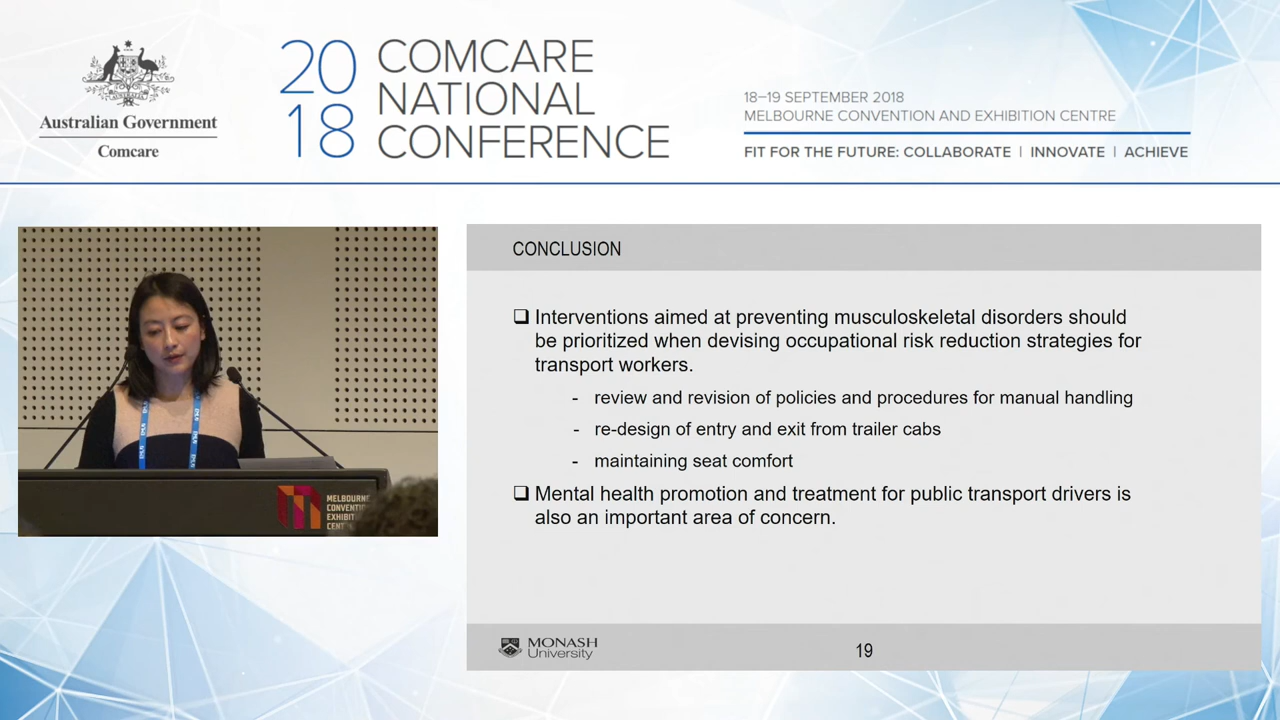 Australian Government
Comcare
20
18
COMCARE
NATIONAL
CONFERENCE
18–19 SEPTEMBER 2018
MELBOURNE CONVENTION AND EXHIBITION CENTRE
FIT FOR THE FUTURE: COLLABORATE | INNOVATE | ACHIEVE
MELBOURNE
CONVENTI
EXHIBIT
CONCLUSION
❑ Interventions aimed at preventing musculoskeletal disorders should
be prioritized when devising occupational risk reduction strategies for
transport workers.
- review and revision of policies and procedures for manual handling
- re-design of entry and exit from trailer cabs
- maintaining seat comfort
❑ Mental health promotion and treatment for public transport drivers is
also an important area of concern.
MONASH
University
19